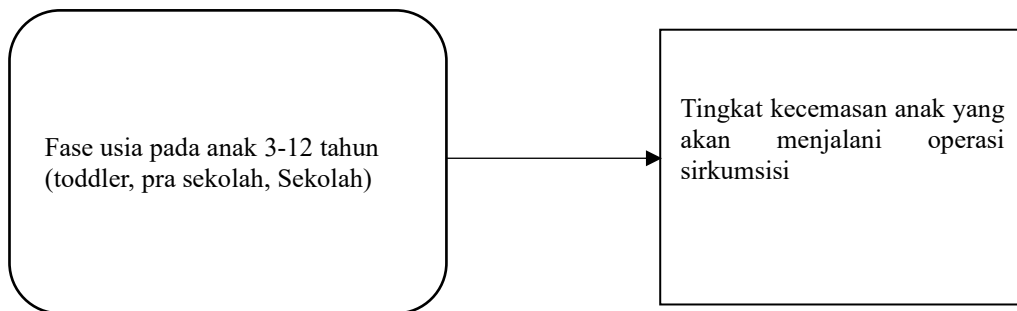 Fase usia pada anak 3-12 tahun
(toddler, pra sekolah, Sekolah)
Tingkat kecemasan anak yang
akan menjalani operasi
sirkumsisi